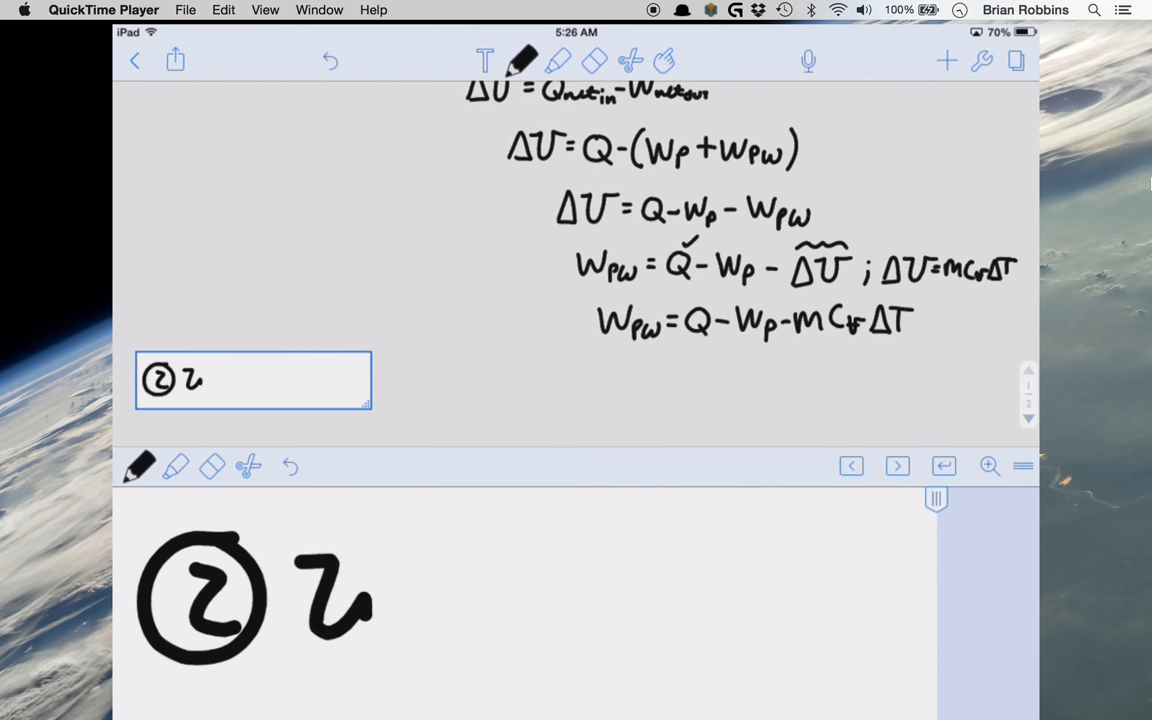 QuickTime Player File Edit View Window Help 100% Brian Robbins
iPad 5:26 AM 70%
T
ΔU = Qnet in - Wnet out
ΔU = Q - (Wp + Wpw)
ΔU = Q - Wp - Wpw
Wpw = Q - Wp - ΔU ; ΔU = mCvΔT
Wpw = Q - Wp - mCvΔT
1
2
② 
②